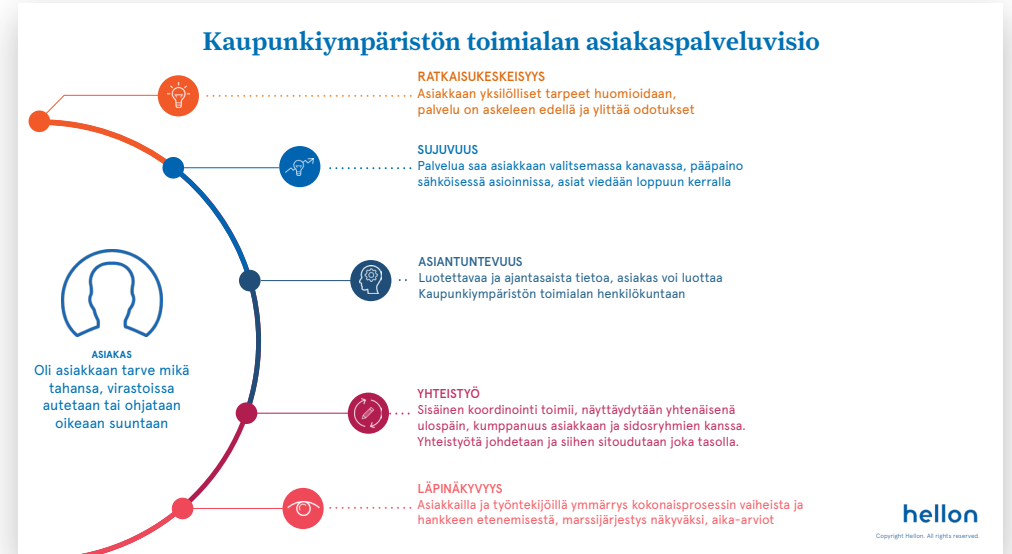 Kaupunkiympäristön toimialan asiakaspalveluvisio
RATKAISUKESKEISYYS
Asiakkaan yksilölliset tarpeet huomioidaan,
palvelu on askeleen edellä ja ylittää odotukset
SUJUVUUS
Palvelua saa asiakkaan valitsemassa kanavassa, pääpaino
sähköisessä asioinnissa, asiat viedään loppuun kerralla
ASIANTUNTEVUUS
Luotettavaa ja ajantasaista tietoa, asiakas voi luottaa
Kaupunkiympäristön toimialan henkilökuntaan
ASIAKAS
Oli asiakkaan tarve mikä
tahansa, virastoissa
autetaan tai ohjataan
oikeaan suuntaan
YHTEISTYÖ
Sisäinen koordinointi toimii, näyttäydytään yhtenäisenä
ulospäin, kumppanuus asiakkaan ja sidosryhmien kanssa.
Yhteistyötä johdetaan ja siihen sitoudutaan joka tasolla.
LÄPINÄKYVYYS
Asiakkailla ja työntekijöillä ymmärrys kokonaisprosessin vaiheista ja
hankkeen etenemisestä, marssijärjestys näkyväksi, aika-arviot
hellon
Copyright Hellon. All rights reserved.